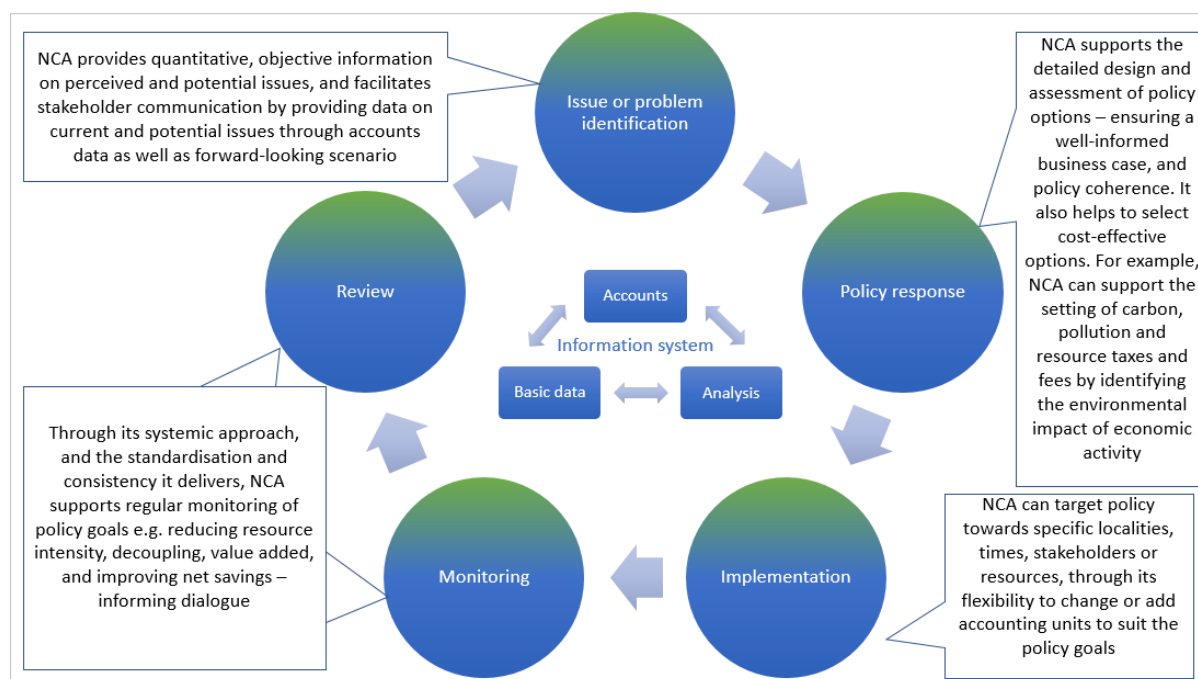 NCA provides quantitative, objective information
on perceived and potential issues, and facilitates
stakeholder communication by providing data on
current and potential issues through accounts
data as well as forward-looking scenario
Issue or problem
identification
NCA supports the
detailed design and
assessment of policy
options – ensuring a
well-informed
business case, and
policy coherence. It
also helps to select
cost-effective
options. For example,
NCA can support the
setting of carbon,
pollution and
resource taxes and
fees by identifying
the environmental
impact of economic
activity
Review
Policy response
Accounts
Information system
Basic data
Analysis
Through its systemic approach,
and the standardisation and
consistency it delivers, NCA
supports regular monitoring of
policy goals e.g. reducing resource
intensity, decoupling, value added,
and improving net savings –
informing dialogue
Monitoring
Implementation
NCA can target policy
towards specific localities,
times, stakeholders or
resources, through its
flexibility to change or add
accounting units to suit the
policy goals